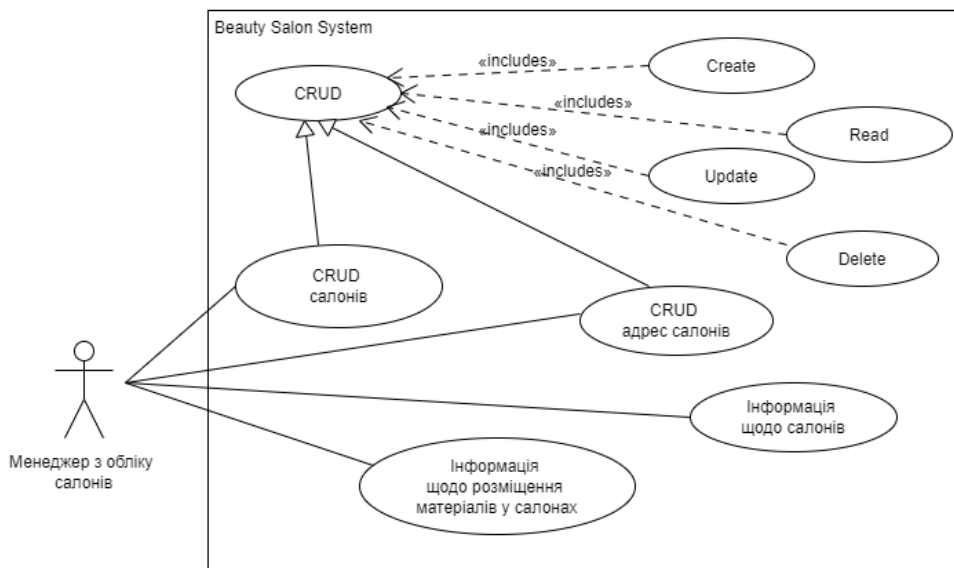 Beauty Salon System
«includes»
Create
CRUD
«includes»
Read
«includes»
«includes»
Update
Delete
CRUD
салонів
CRUD
адрес салонів
Інформація
щодо салонів
Менеджер з обліку
салонів
Інформація
щодо розміщення
матеріалів у салонах